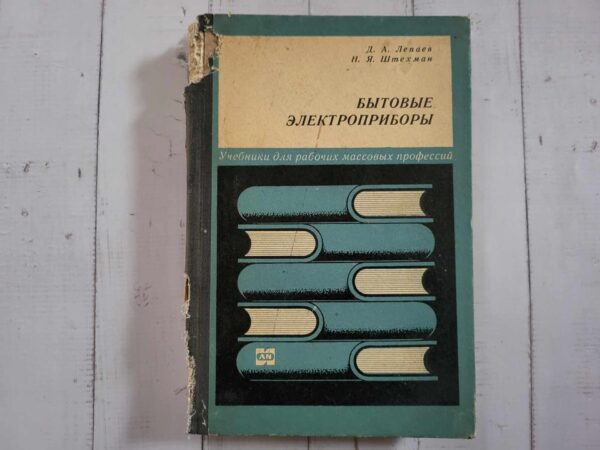 Д. А. Лепаев
Н. Я. Штехман
БЫТОВЫЕ
ЭЛЕКТРОПРИБОРЫ
Учебники для рабочих массовых профессий